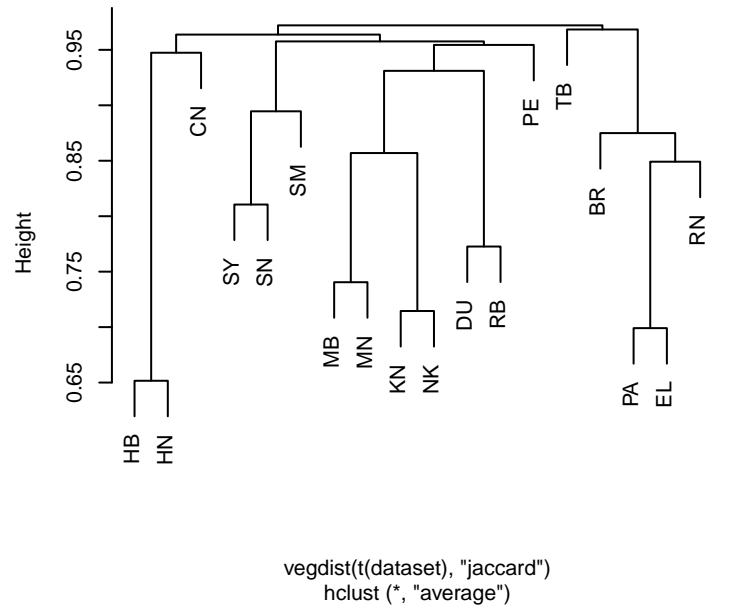 0.95
0.85
0.75
0.65
Height
HB
HN
CN
SY
SN
SM
MB
MN
KN
NK
DU
RB
PE
TB
BR
PA
EL
RN
vegdist(t(dataset), "jaccard")
hclust (*, "average")